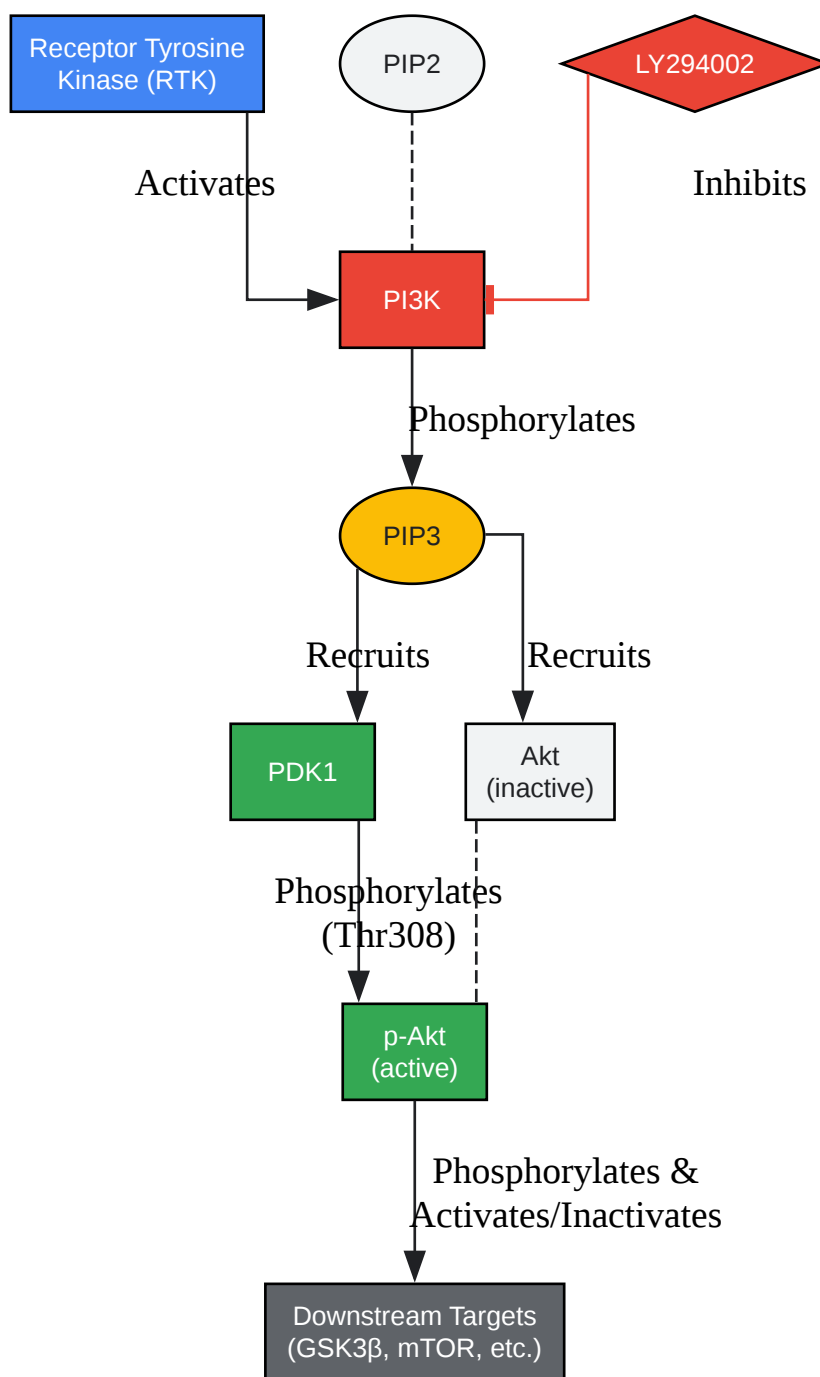 Receptor Tyrosine
Kinase (RTK)
PIP2
LY294002
Activates
Inhibits
PI3K
Phosphorylates
PIP3
Recruits
Recruits
PDK1
Akt
(inactive)
Phosphorylates
(Thr308)
p-Akt
(active)
Phosphorylates &
Activates/Inactivates
Downstream Targets
(GSK3β, mTOR, etc.)